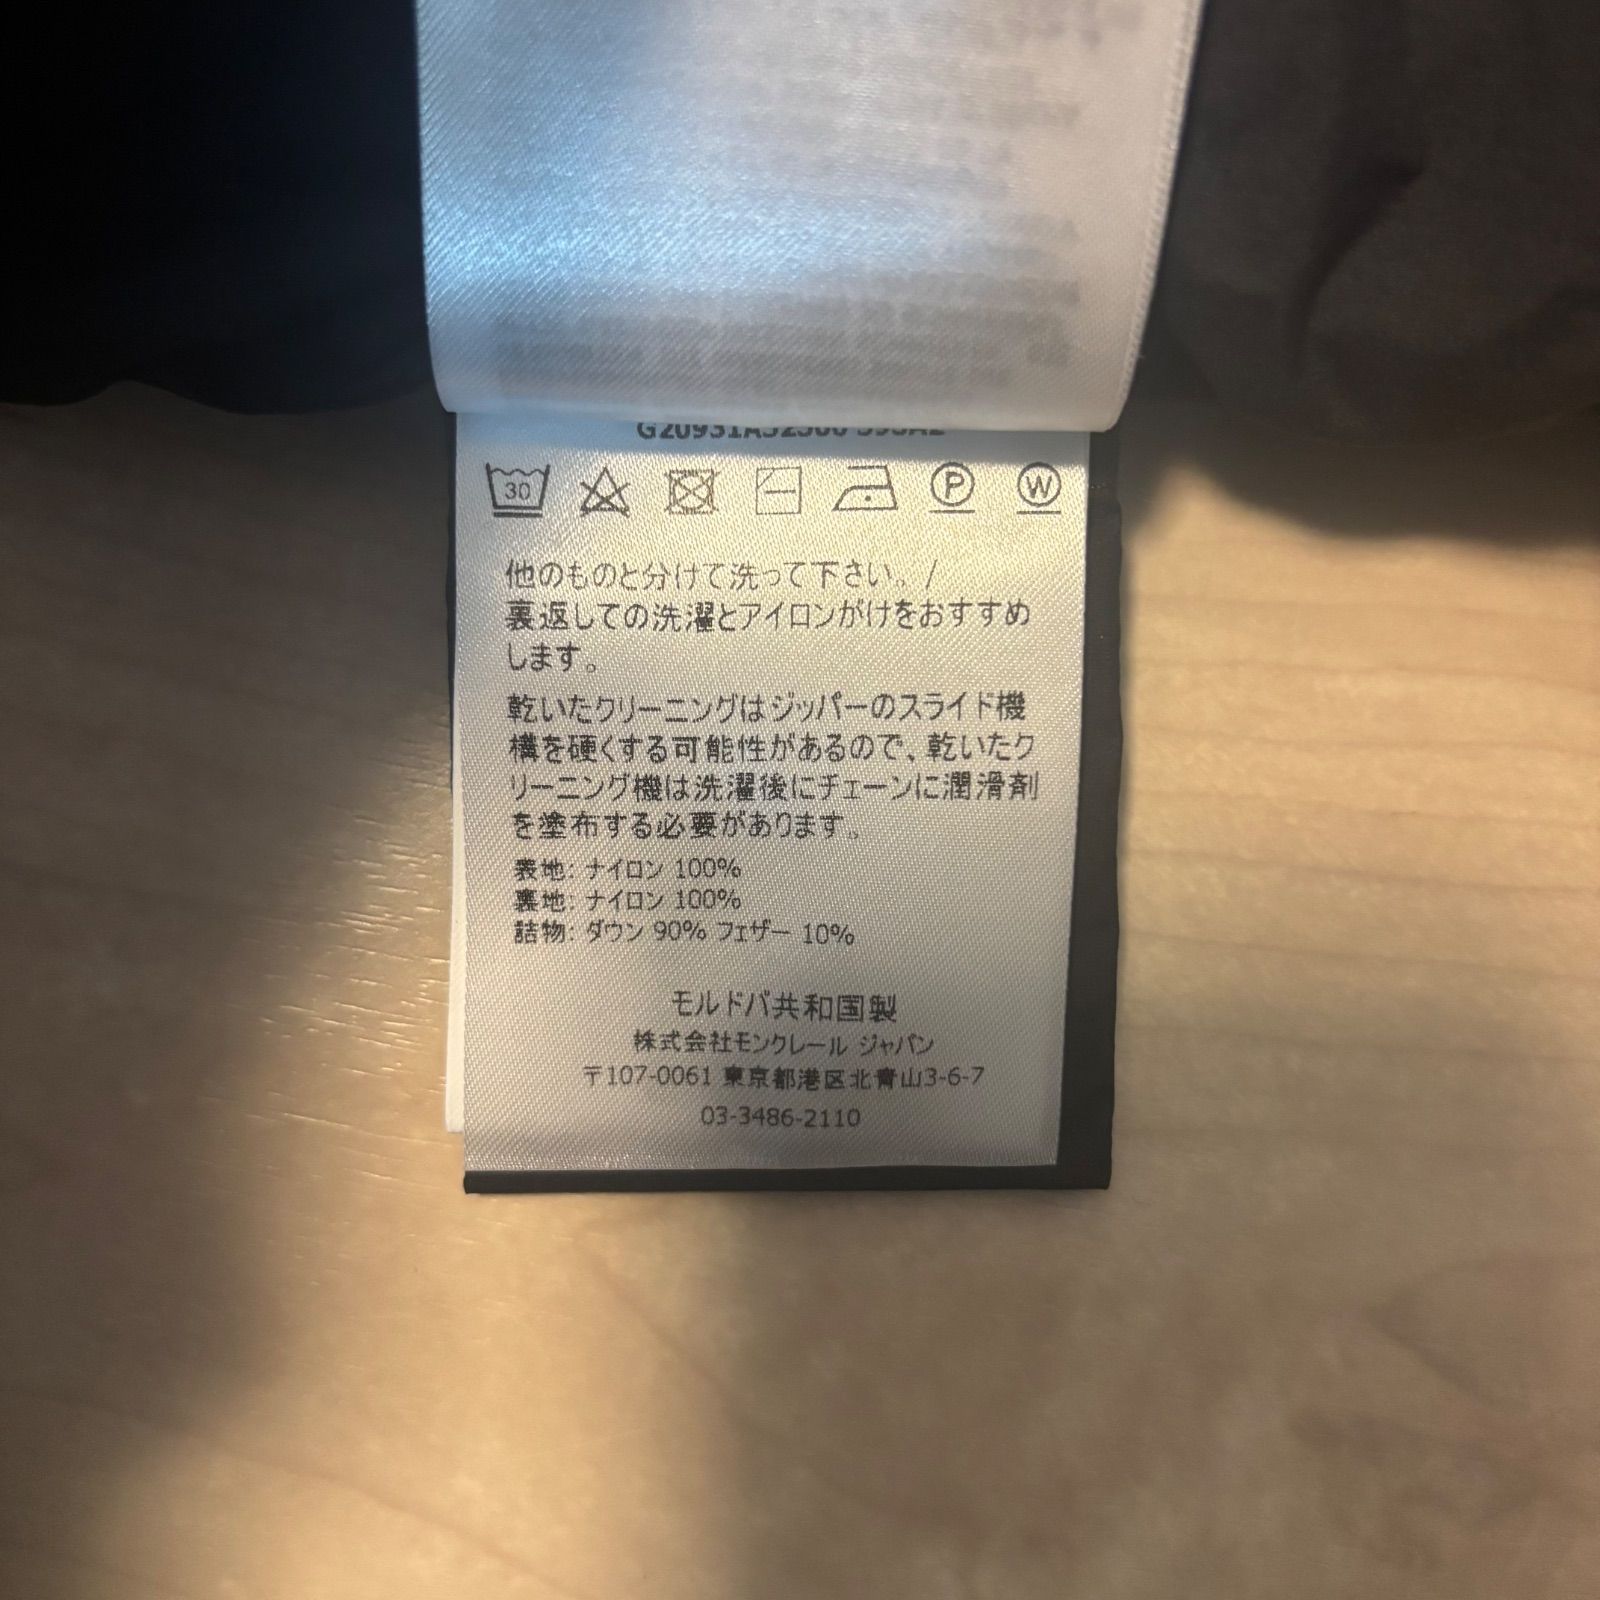 30
P
W
他のものと分けて洗って下さい。/
裏返しての洗濯とアイロンがけをおすすめ
します。
乾いたクリーニングはジッパーのスライド機
構を硬くする可能性があるので、乾いたク
リーニング機は洗濯後にチェーンに潤滑剤
を塗布する必要があります。
表地: ナイロン 100%
裏地: ナイロン 100%
詰物: ダウン 90% フェザー 10%
モルドバ共和国製
株式会社モンクレール ジャパン
〒107-0061 東京都港区北青山3-6-7
03-3486-2110